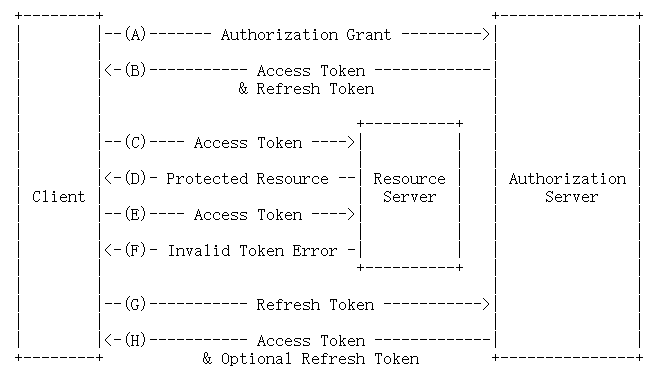 +--------+                                           +---------------+
|        |--(A)------- Authorization Grant --------->|               |
|        |                                           |               |
|        |<-(B)----------- Access Token -------------|               |
|        |               & Refresh Token             |               |
|        |                                           |               |
|        |                            +----------+   |               |
|        |--(C)---- Access Token ---->|          |   |               |
|        |                            |          |   |               |
|        |<-(D)- Protected Resource --| Resource |   | Authorization |
| Client |                            |  Server  |   |     Server    |
|        |--(E)---- Access Token ---->|          |   |               |
|        |                            |          |   |               |
|        |<-(F)- Invalid Token Error -|          |   |               |
|        |                            +----------+   |               |
|        |                                           |               |
|        |--(G)----------- Refresh Token ----------->|               |
|        |                                           |               |
|        |<-(H)----------- Access Token -------------|               |
+--------+           & Optional Refresh Token        +---------------+